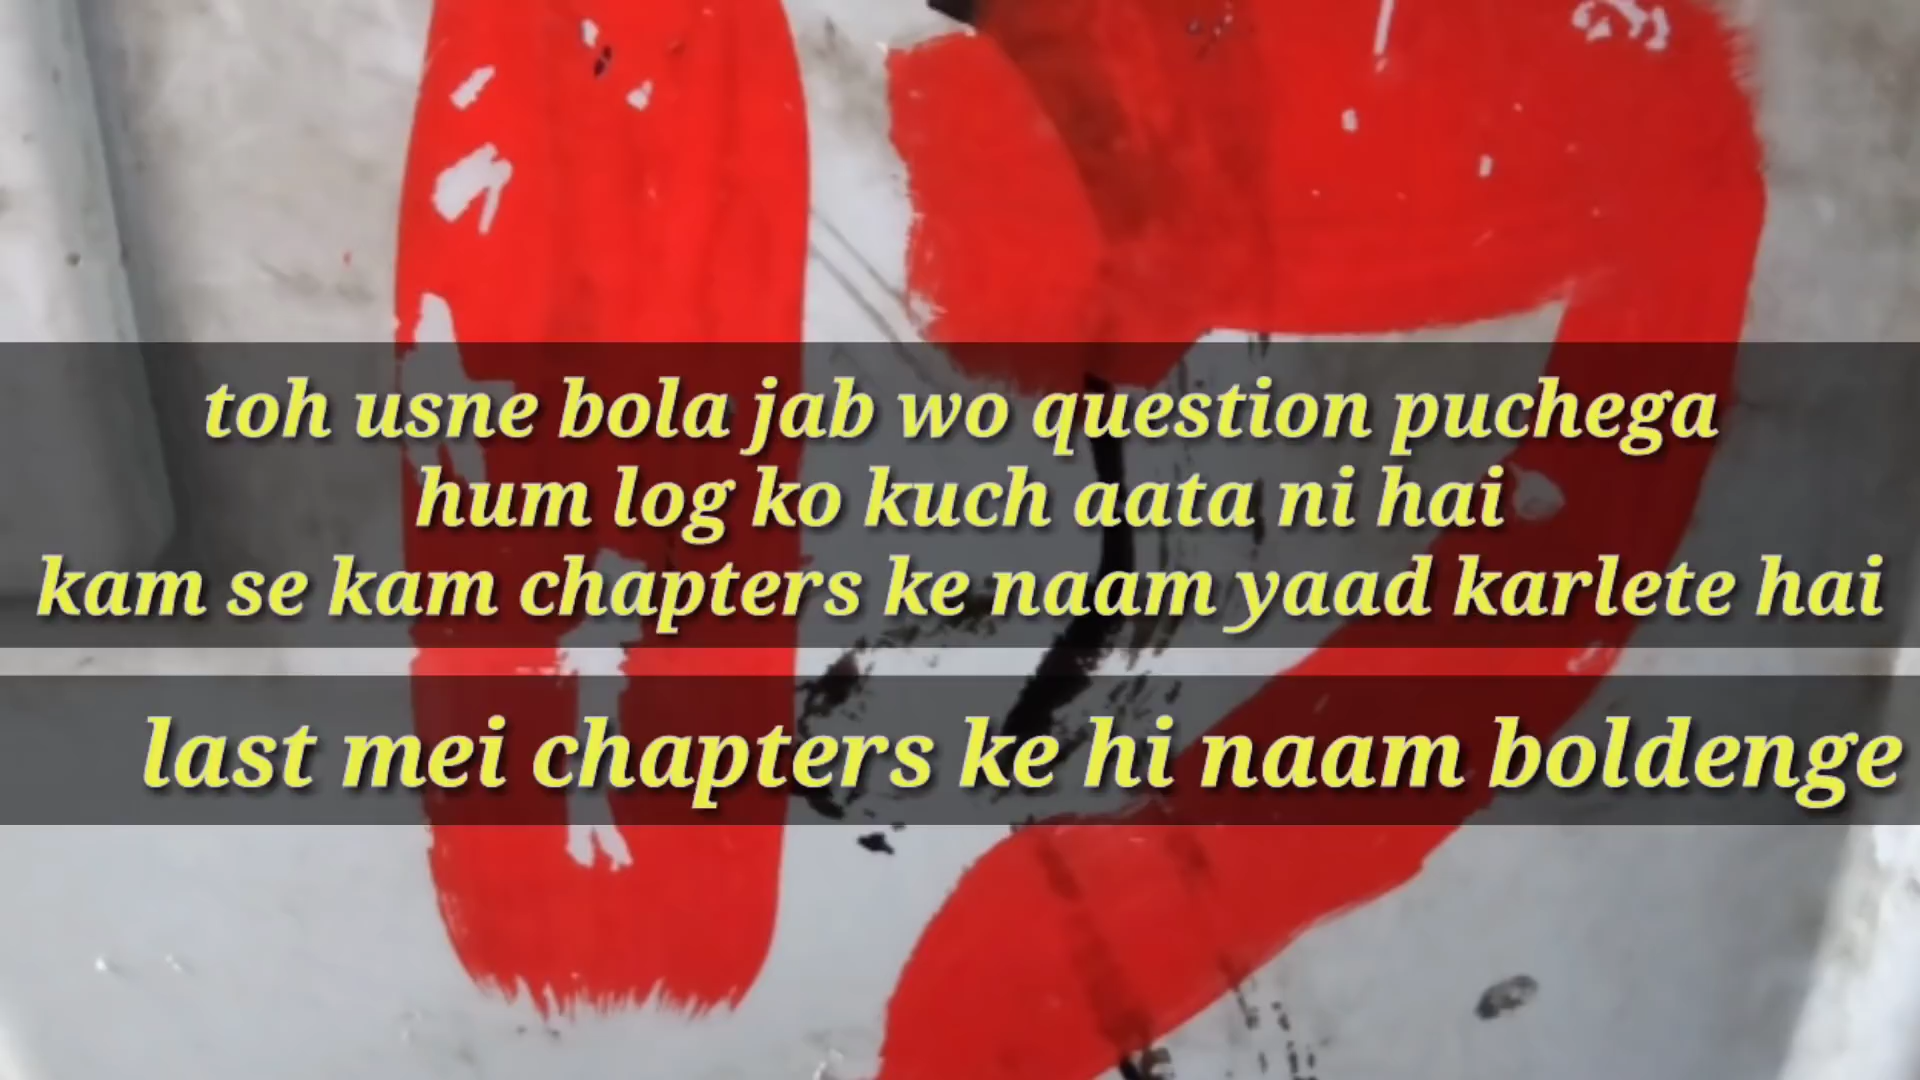 toh usne bola jab wo question puchega
hum log ko kuch aata ni hai
kam se kam chapters ke naam yaad karlete hai
last mei chapters ke hi naam boldenge